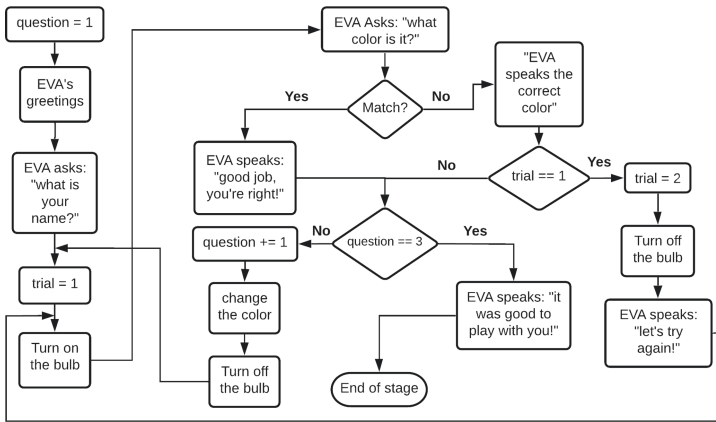 question = 1
EVA's
greetings
EVA asks:
"what is
your
name?"
trial = 1
Turn on
the bulb
EVA Asks: "what
color is it?"
Match?
Yes
No
"EVA
speaks the
correct
color"
EVA speaks:
"good job,
you're right!"
No
trial == 1
Yes
trial = 2
Turn off
the bulb
EVA speaks:
"let's try
again!"
question == 3
No
Yes
question += 1
change
the color
Turn off
the bulb
EVA speaks: "it
was good to
play with you!"
End of stage